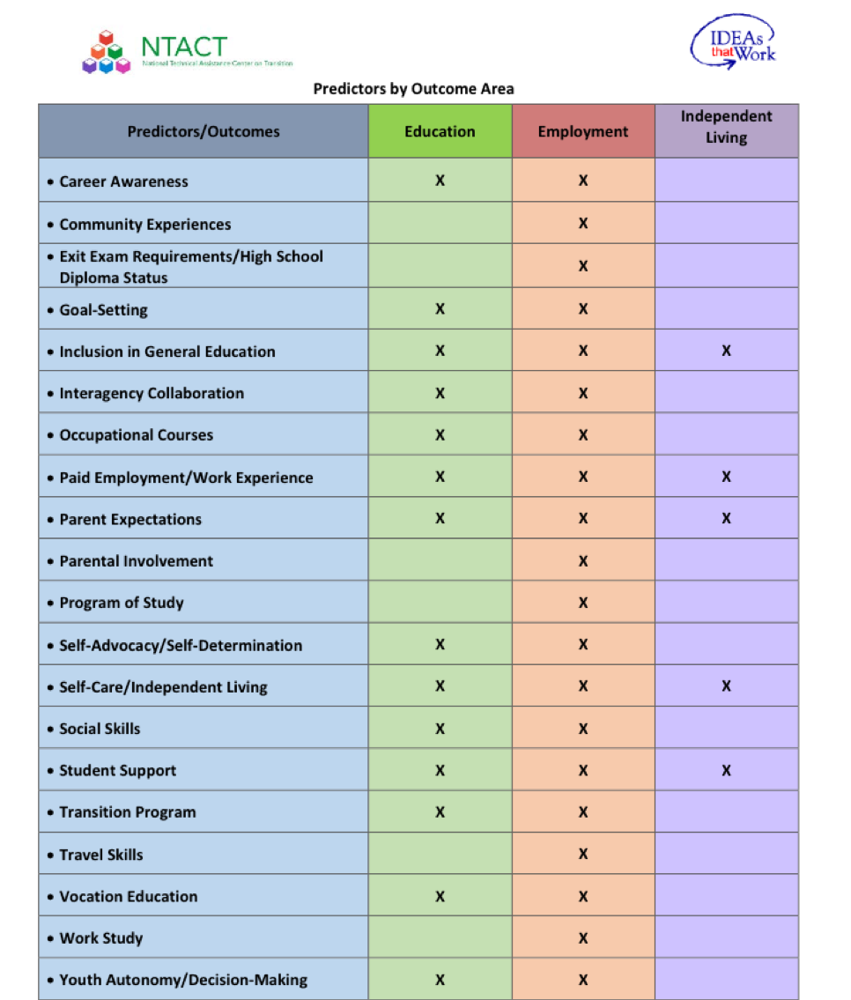 NTACT
National Technical Assistance Center on Transition
IDEAs
that Work
Predictors by Outcome Area
Predictors/Outcomes Education Employment Independent Living
• Career Awareness X X
• Community Experiences X
• Exit Exam Requirements/High School
Diploma Status X
• Goal-Setting X X
• Inclusion in General Education X X X
• Interagency Collaboration X X
• Occupational Courses X X
• Paid Employment/Work Experience X X X
• Parent Expectations X X X
• Parental Involvement X
• Program of Study X
• Self-Advocacy/Self-Determination X X
• Self-Care/Independent Living X X X
• Social Skills X X
• Student Support X X X
• Transition Program X X
• Travel Skills X
• Vocation Education X X
• Work Study X
• Youth Autonomy/Decision-Making X X